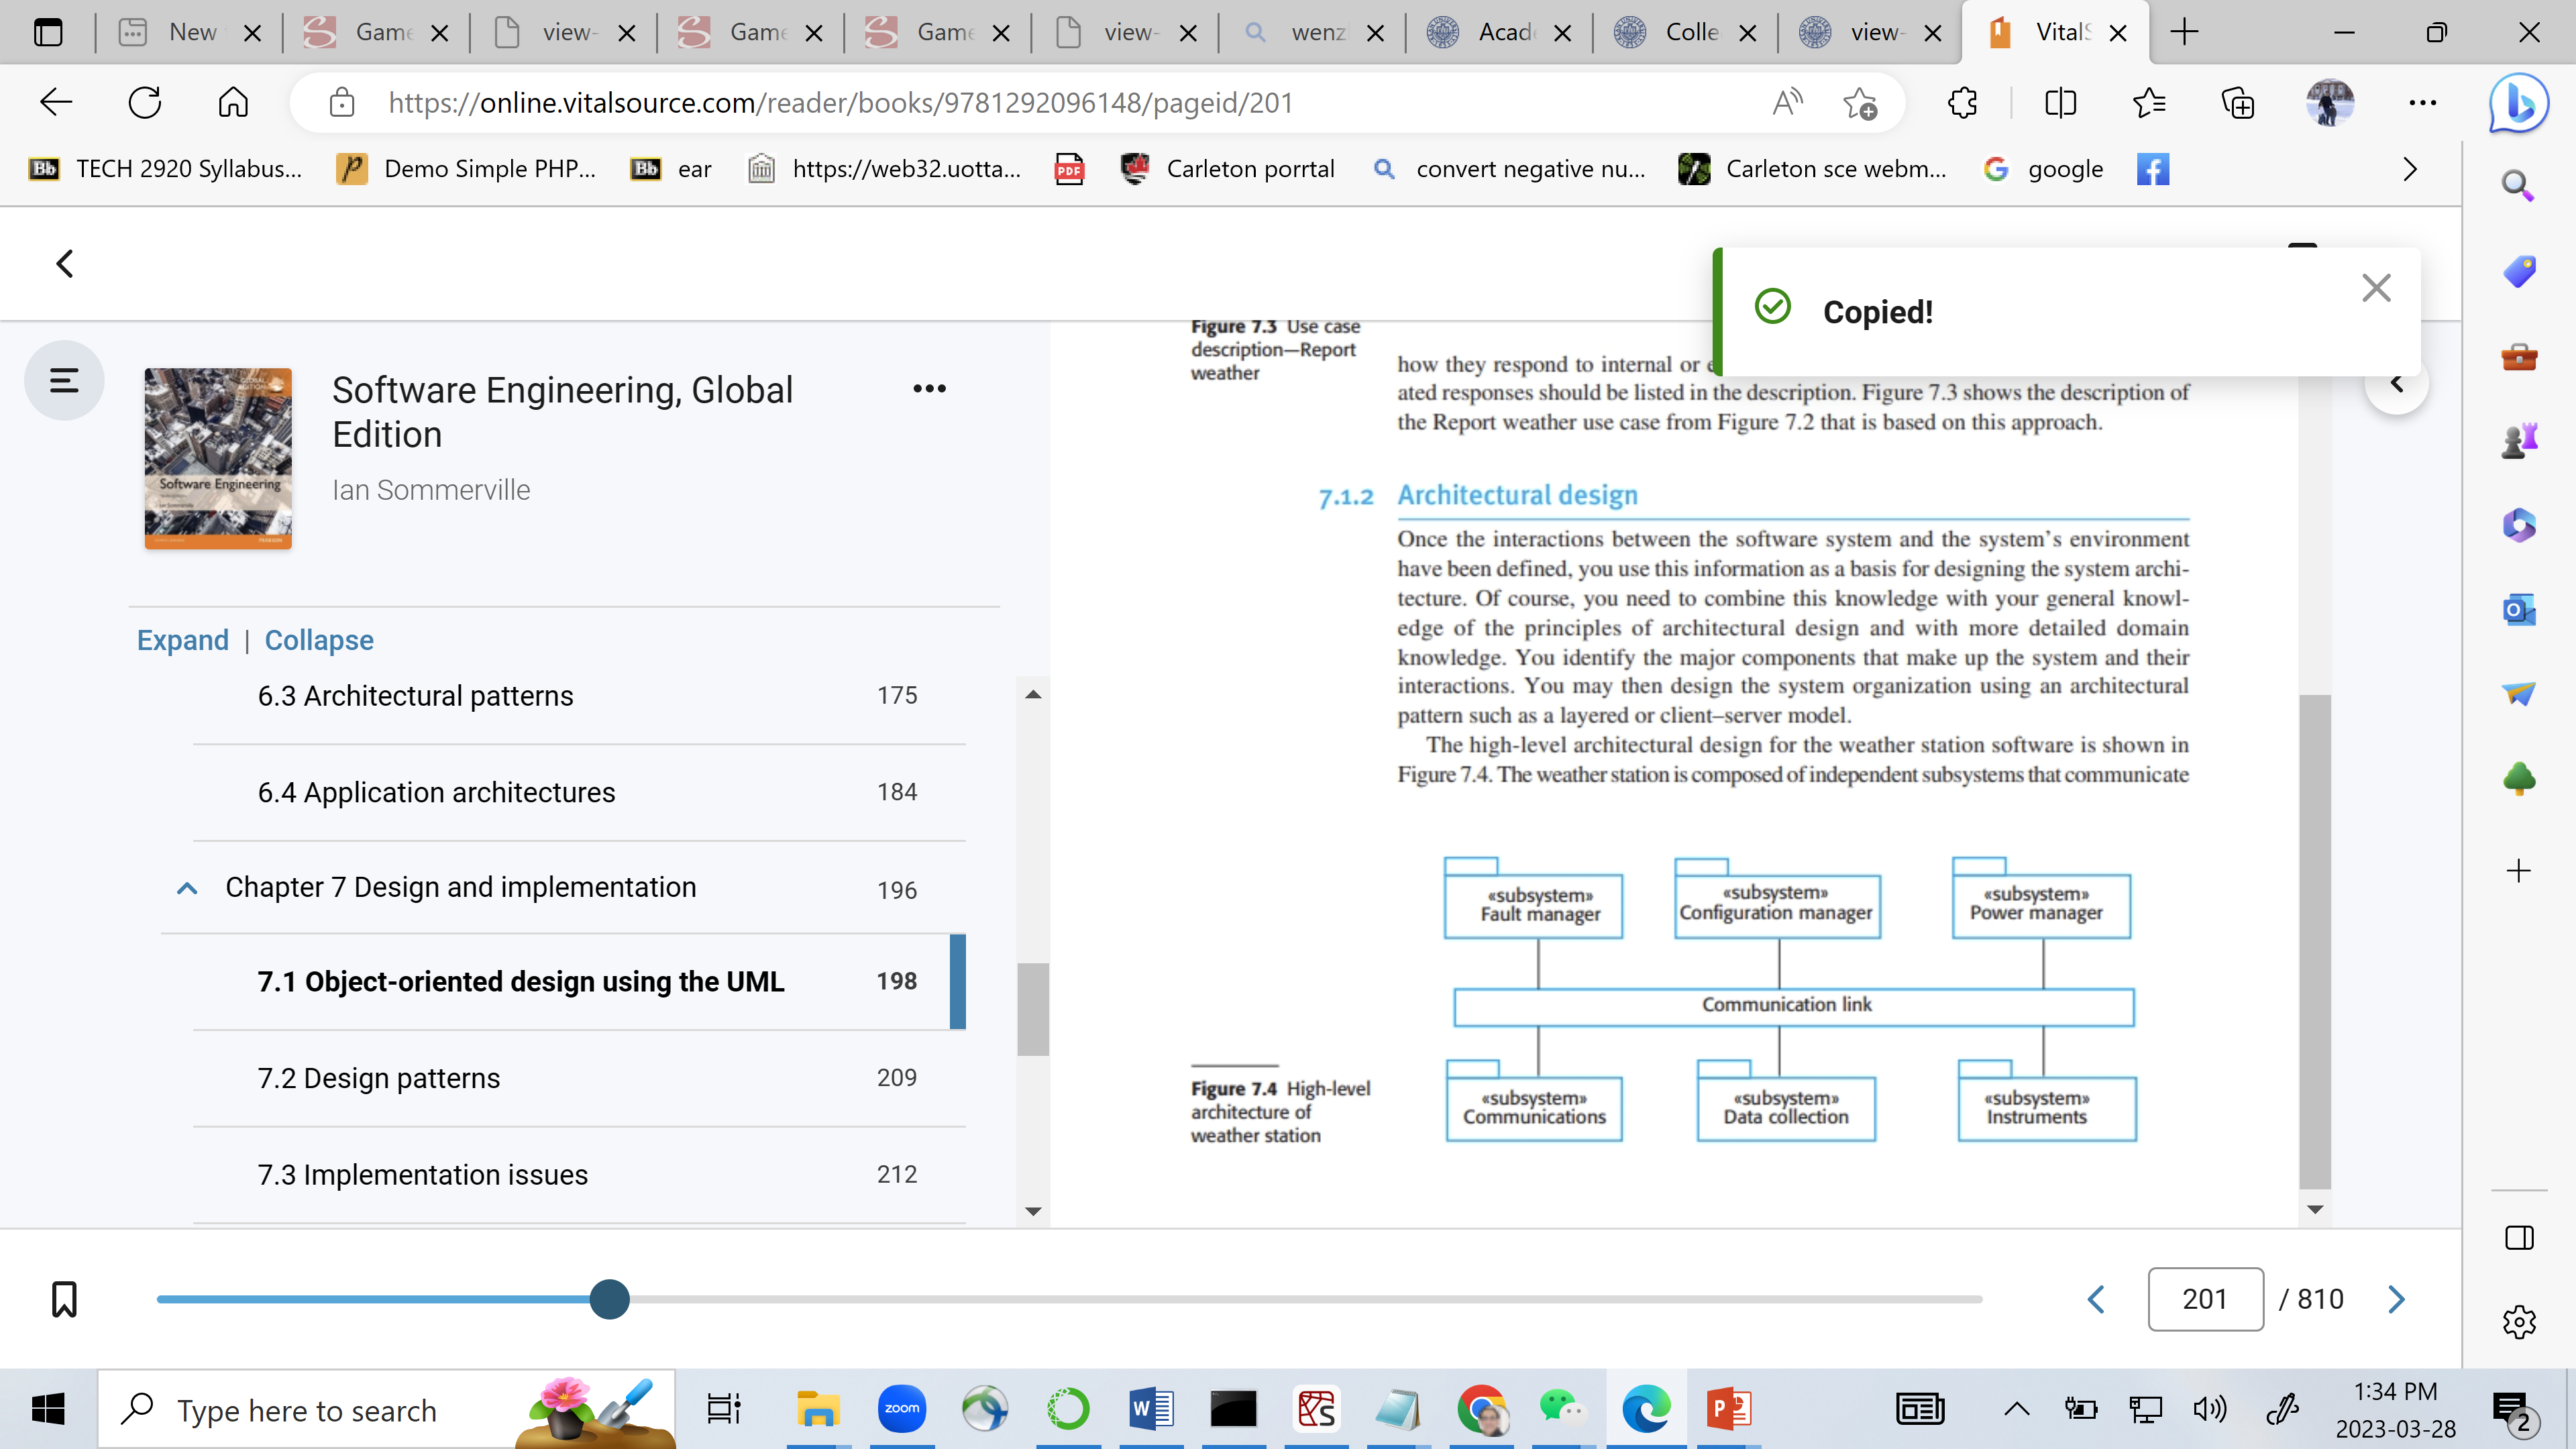 New
Game
view-
Game
Game
view-
wenz
Acad
Colle
view-
VitalS
https://online.vitalsource.com/reader/books/9781292096148/pageid/201
TECH 2920 Syllabus...
Demo Simple PHP...
ear
https://web32.uotta...
PDF
Carleton porrtal
convert negative nu...
Carleton sce webm...
google
Copied!
Software Engineering, Global
Edition
Ian Sommerville
Software Engineering
Expand | Collapse
6.3 Architectural patterns 175
6.4 Application architectures 184
Chapter 7 Design and implementation 196
7.1 Object-oriented design using the UML 198
7.2 Design patterns 209
7.3 Implementation issues 212
Figure 7.3 Use case
description—Report
weather
how they respond to internal or
ated responses should be listed in the description. Figure 7.3 shows the description of
the Report weather use case from Figure 7.2 that is based on this approach.
7.1.2 Architectural design
Once the interactions between the software system and the system's environment
have been defined, you use this information as a basis for designing the system archi-
tecture. Of course, you need to combine this knowledge with your general knowl-
edge of the principles of architectural design and with more detailed domain
knowledge. You identify the major components that make up the system and their
interactions. You may then design the system organization using an architectural
pattern such as a layered or client–server model.
The high-level architectural design for the weather station software is shown in
Figure 7.4. The weather station is composed of independent subsystems that communicate
«subsystem»
Fault manager
«subsystem»
Configuration manager
«subsystem»
Power manager
Communication link
«subsystem»
Communications
«subsystem»
Data collection
«subsystem»
Instruments
Figure 7.4 High-level
architecture of
weather station
201 / 810
Type here to search
zoom
1:34 PM
2023-03-28
2